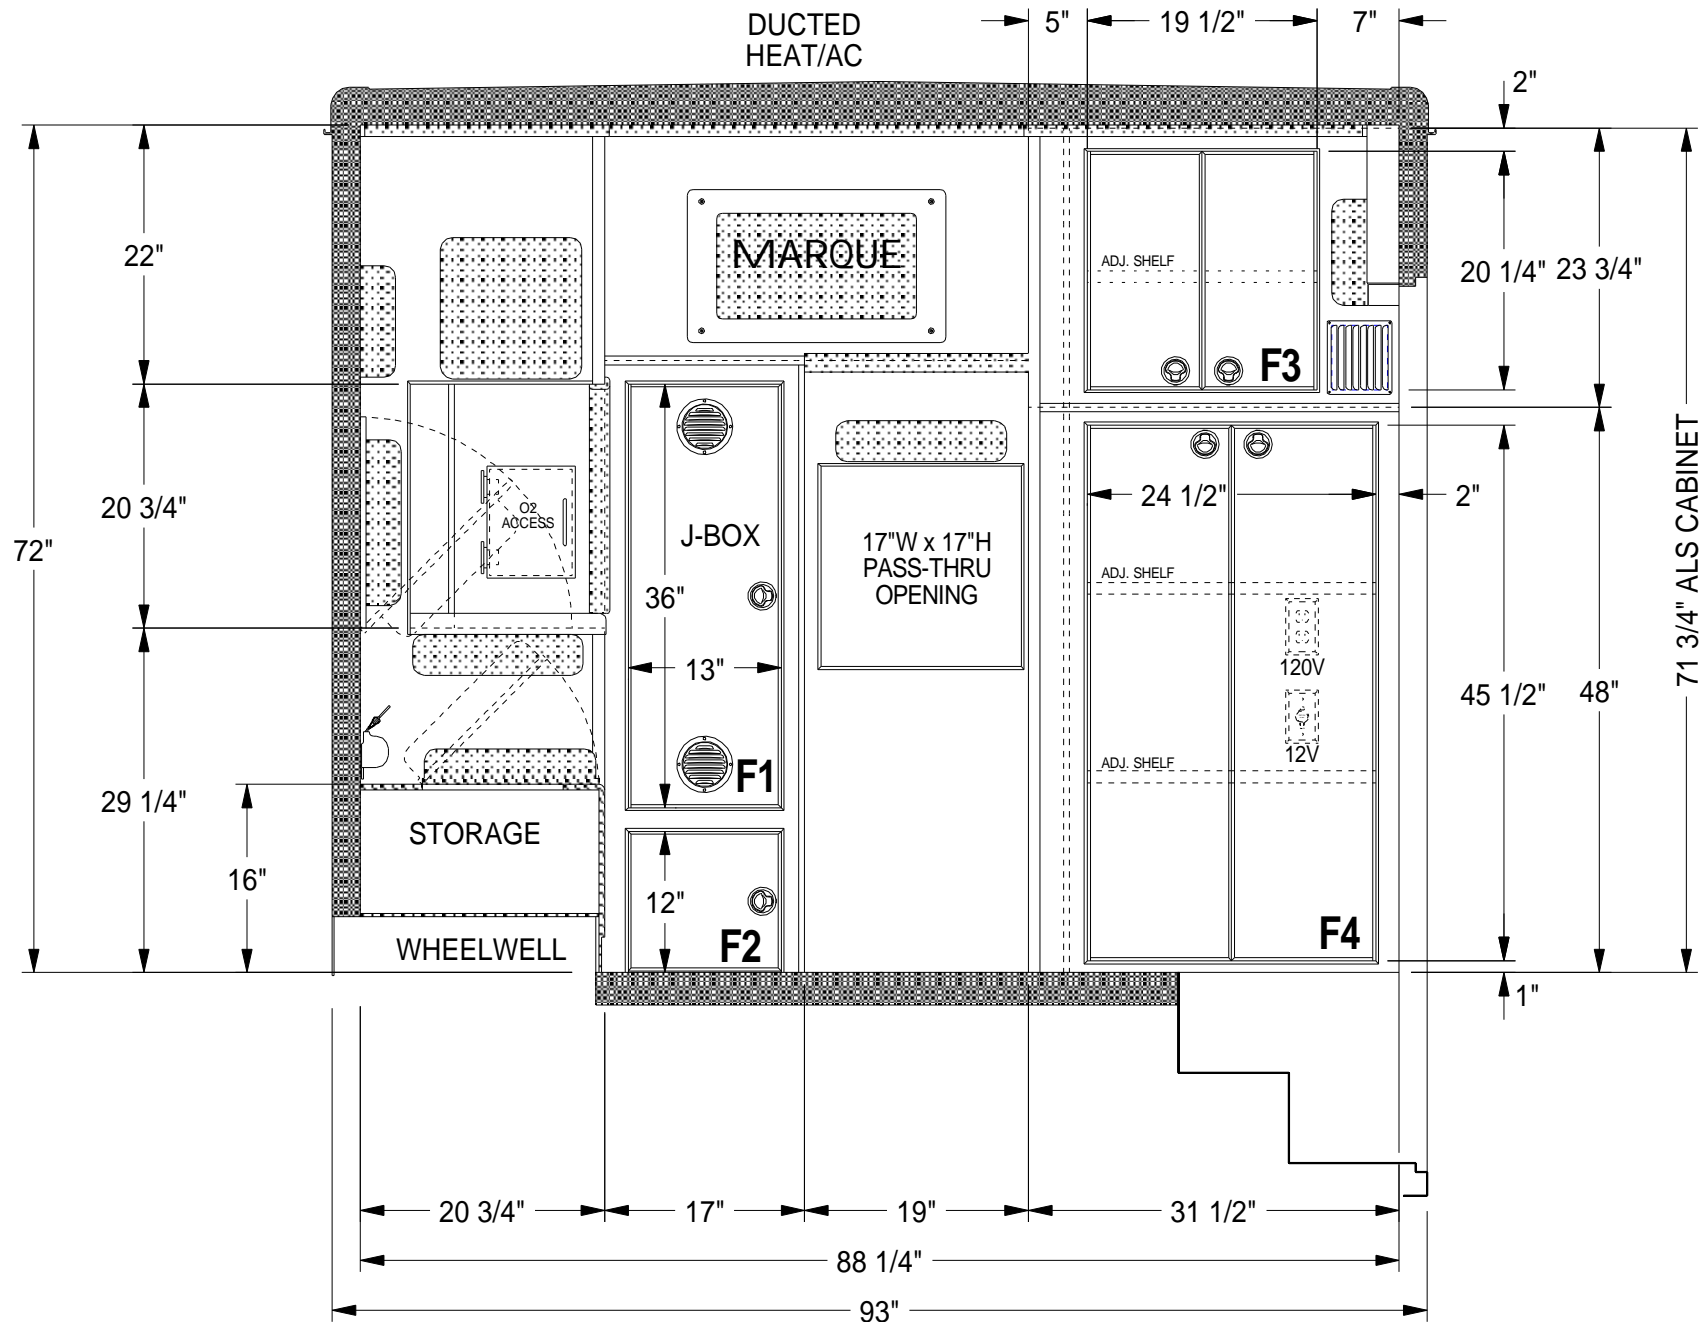 DUCTED
HEAT/AC
5"
19 1/2"
7"
2"
22"
MARQUE
ADJ. SHELF
20 1/4"
23 3/4"
F3
71 3/4" ALS CABINET
20 3/4"
O2
ACCESS
J-BOX
17"W x 17"H
PASS-THRU
OPENING
24 1/2"
2"
72"
36"
ADJ. SHELF
13"
120V
45 1/2"
48"
12V
ADJ. SHELF
F1
29 1/4"
STORAGE
16"
12"
F2
F4
WHEELWELL
1"
20 3/4"
17"
19"
31 1/2"
88 1/4"
93"